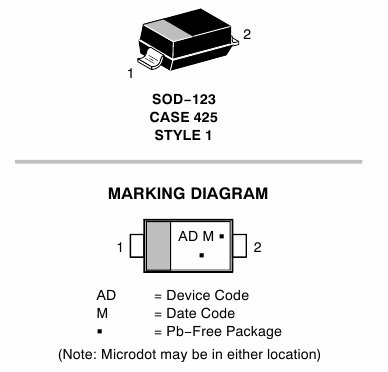 2
1
SOD−123
CASE 425
STYLE 1
MARKING DIAGRAM
1 AD M ▪ 2
▪
AD = Device Code
M = Date Code
▪ = Pb−Free Package
(Note: Microdot may be in either location)